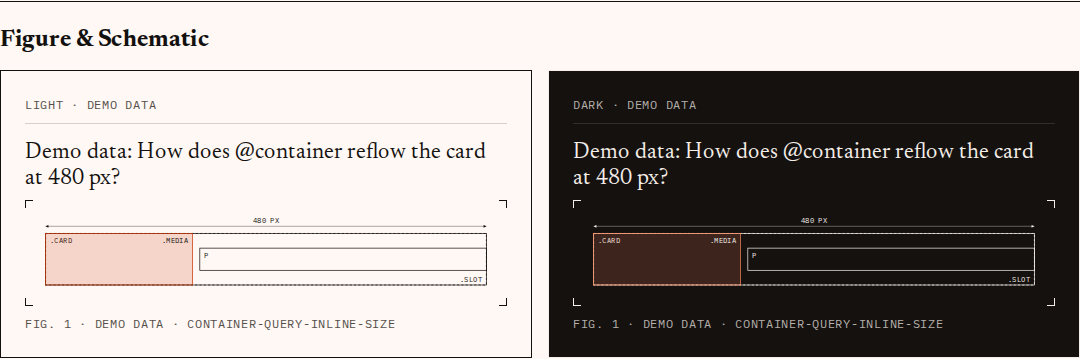 Figure & Schematic
LIGHT · DEMO DATA
Demo data: How does @container reflow the card
at 480 px?
480 PX
.CARD
.MEDIA
P
.SLOT
FIG. 1 · DEMO DATA · CONTAINER-QUERY-INLINE-SIZE
DARK · DEMO DATA
Demo data: How does @container reflow the card
at 480 px?
480 PX
.CARD
.MEDIA
P
.SLOT
FIG. 1 · DEMO DATA · CONTAINER-QUERY-INLINE-SIZE